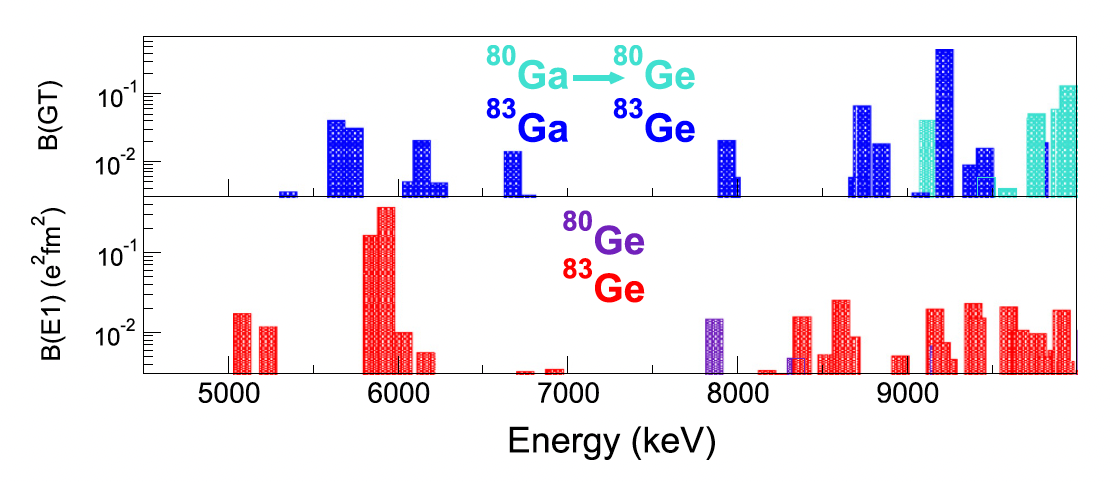 80Ga → 80Ge
83Ga 83Ge
B(GT)
10-1
10-2
80Ge
83Ge
B(E1) (e2fm2)
10-1
10-2
5000 6000 7000 8000 9000
Energy (keV)